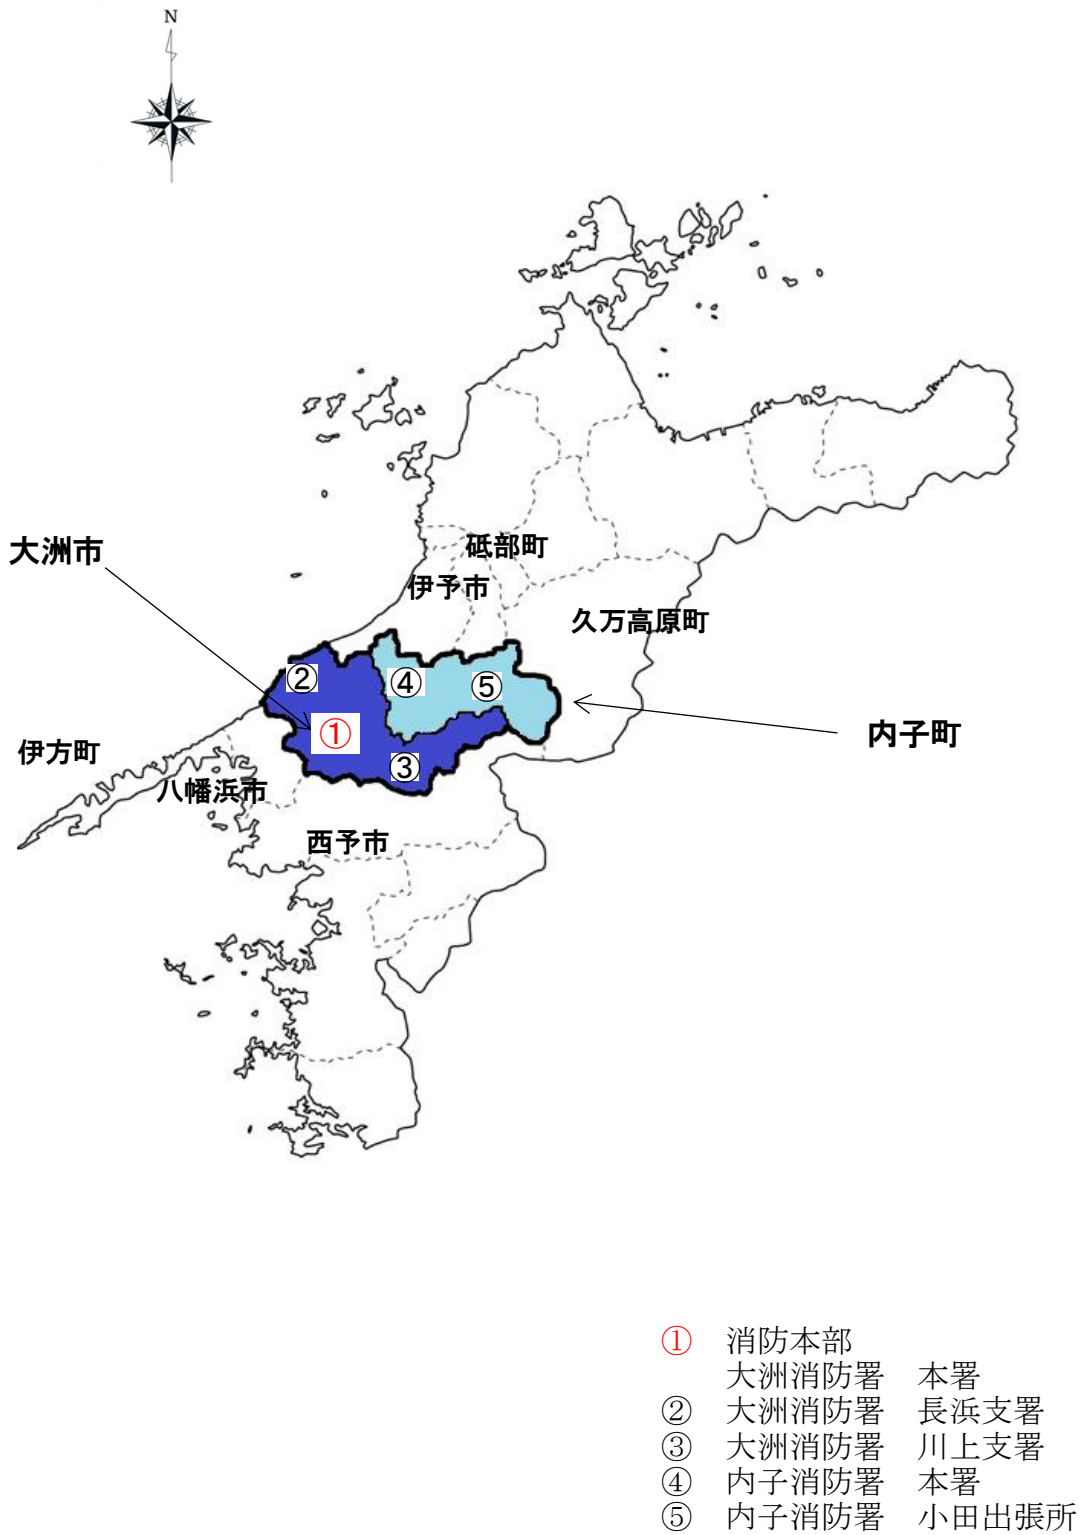 N
大洲市
砥部町
伊予市
久万高原町
②
④
⑤
①
内子町
③
伊方町
八幡浜市
西予市
① 消防本部
大洲消防署 本署
② 大洲消防署 長浜支署
③ 大洲消防署 川上支署
④ 内子消防署 本署
⑤ 内子消防署 小田出張所